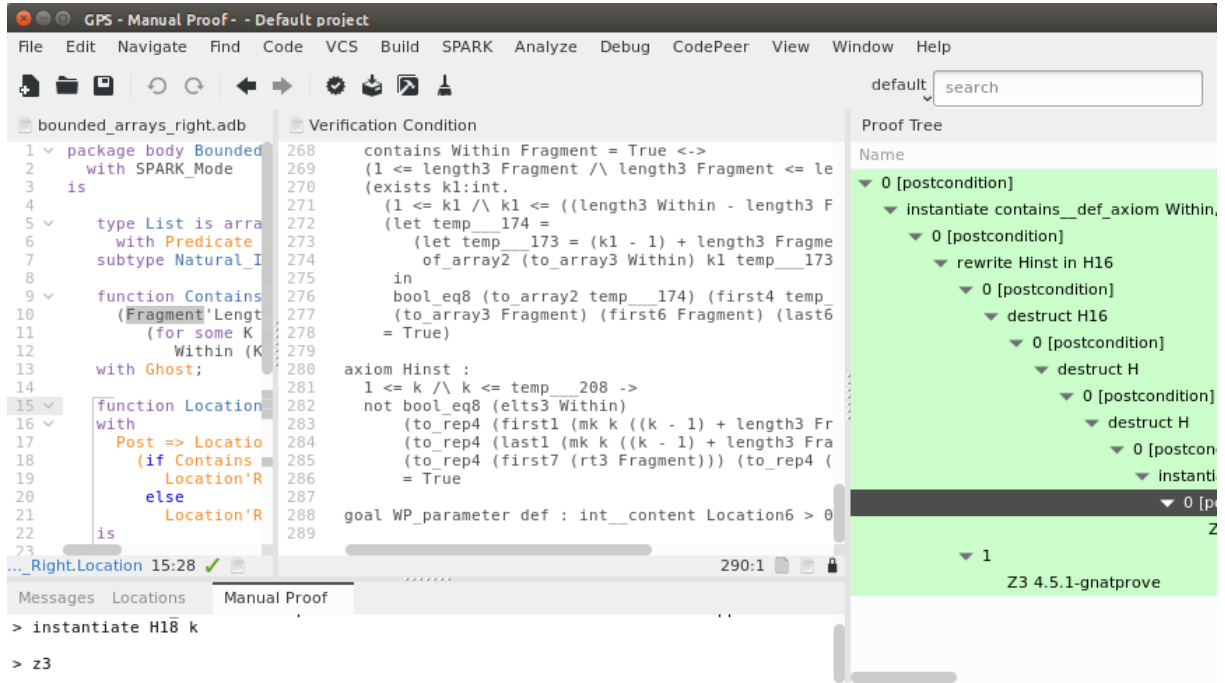 GPS - Manual Proof - - Default project
File Edit Navigate Find Code VCS Build SPARK Analyze Debug CodePeer View Window Help
default search
bounded_arrays_right.adb
1 package body Bounded
2 with SPARK_Mode
3 is
4
5 type List is arra
6 with Predicate
7 subtype Natural_I
8
9 function Contains
10 (Fragment'Lengt
11 (for some K
12 Within (K
13 with Ghost;
14
15 function Location
16 with
17 Post => Locatio
18 (if Contains
19 Location'R
20 else
21 Location'R
22 is
23
..._Right.Location 15:28
Verification Condition
268 contains Within Fragment = True <->
269 (1 <= length3 Fragment /\ length3 Fragment <= le
270 (exists k1:int.
271 (1 <= k1 /\ k1 <= ((length3 Within - length3 F
272 (let temp___174 =
273 (let temp___173 = (k1 - 1) + length3 Fragme
274 of_array2 (to_array3 Within) k1 temp___173
275 in
276 bool_eq8 (to_array2 temp___174) (first4 temp_
277 (to_array3 Fragment) (first6 Fragment) (last6
278 = True)
279
280 axiom Hinst :
281 1 <= k /\ k <= temp___208 ->
282 not bool_eq8 (elts3 Within)
283 (to_rep4 (first1 (mk k ((k - 1) + length3 Fr
284 (to_rep4 (last1 (mk k ((k - 1) + length3 Fra
285 (to_rep4 (first7 (rt3 Fragment))) (to_rep4 (
286 = True
287
288 goal WP_parameter def : int__content Location6 > 0
289
290:1
Proof Tree
Name
0 [postcondition]
instantiate contains__def_axiom Within,
0 [postcondition]
rewrite Hinst in H16
0 [postcondition]
destruct H16
0 [postcondition]
destruct H
0 [postcondition]
destruct H
0 [postcon
instanti
0 [po
Z
1
Z3 4.5.1-gnatprove
Messages Locations Manual Proof
> instantiate H18 k
> z3